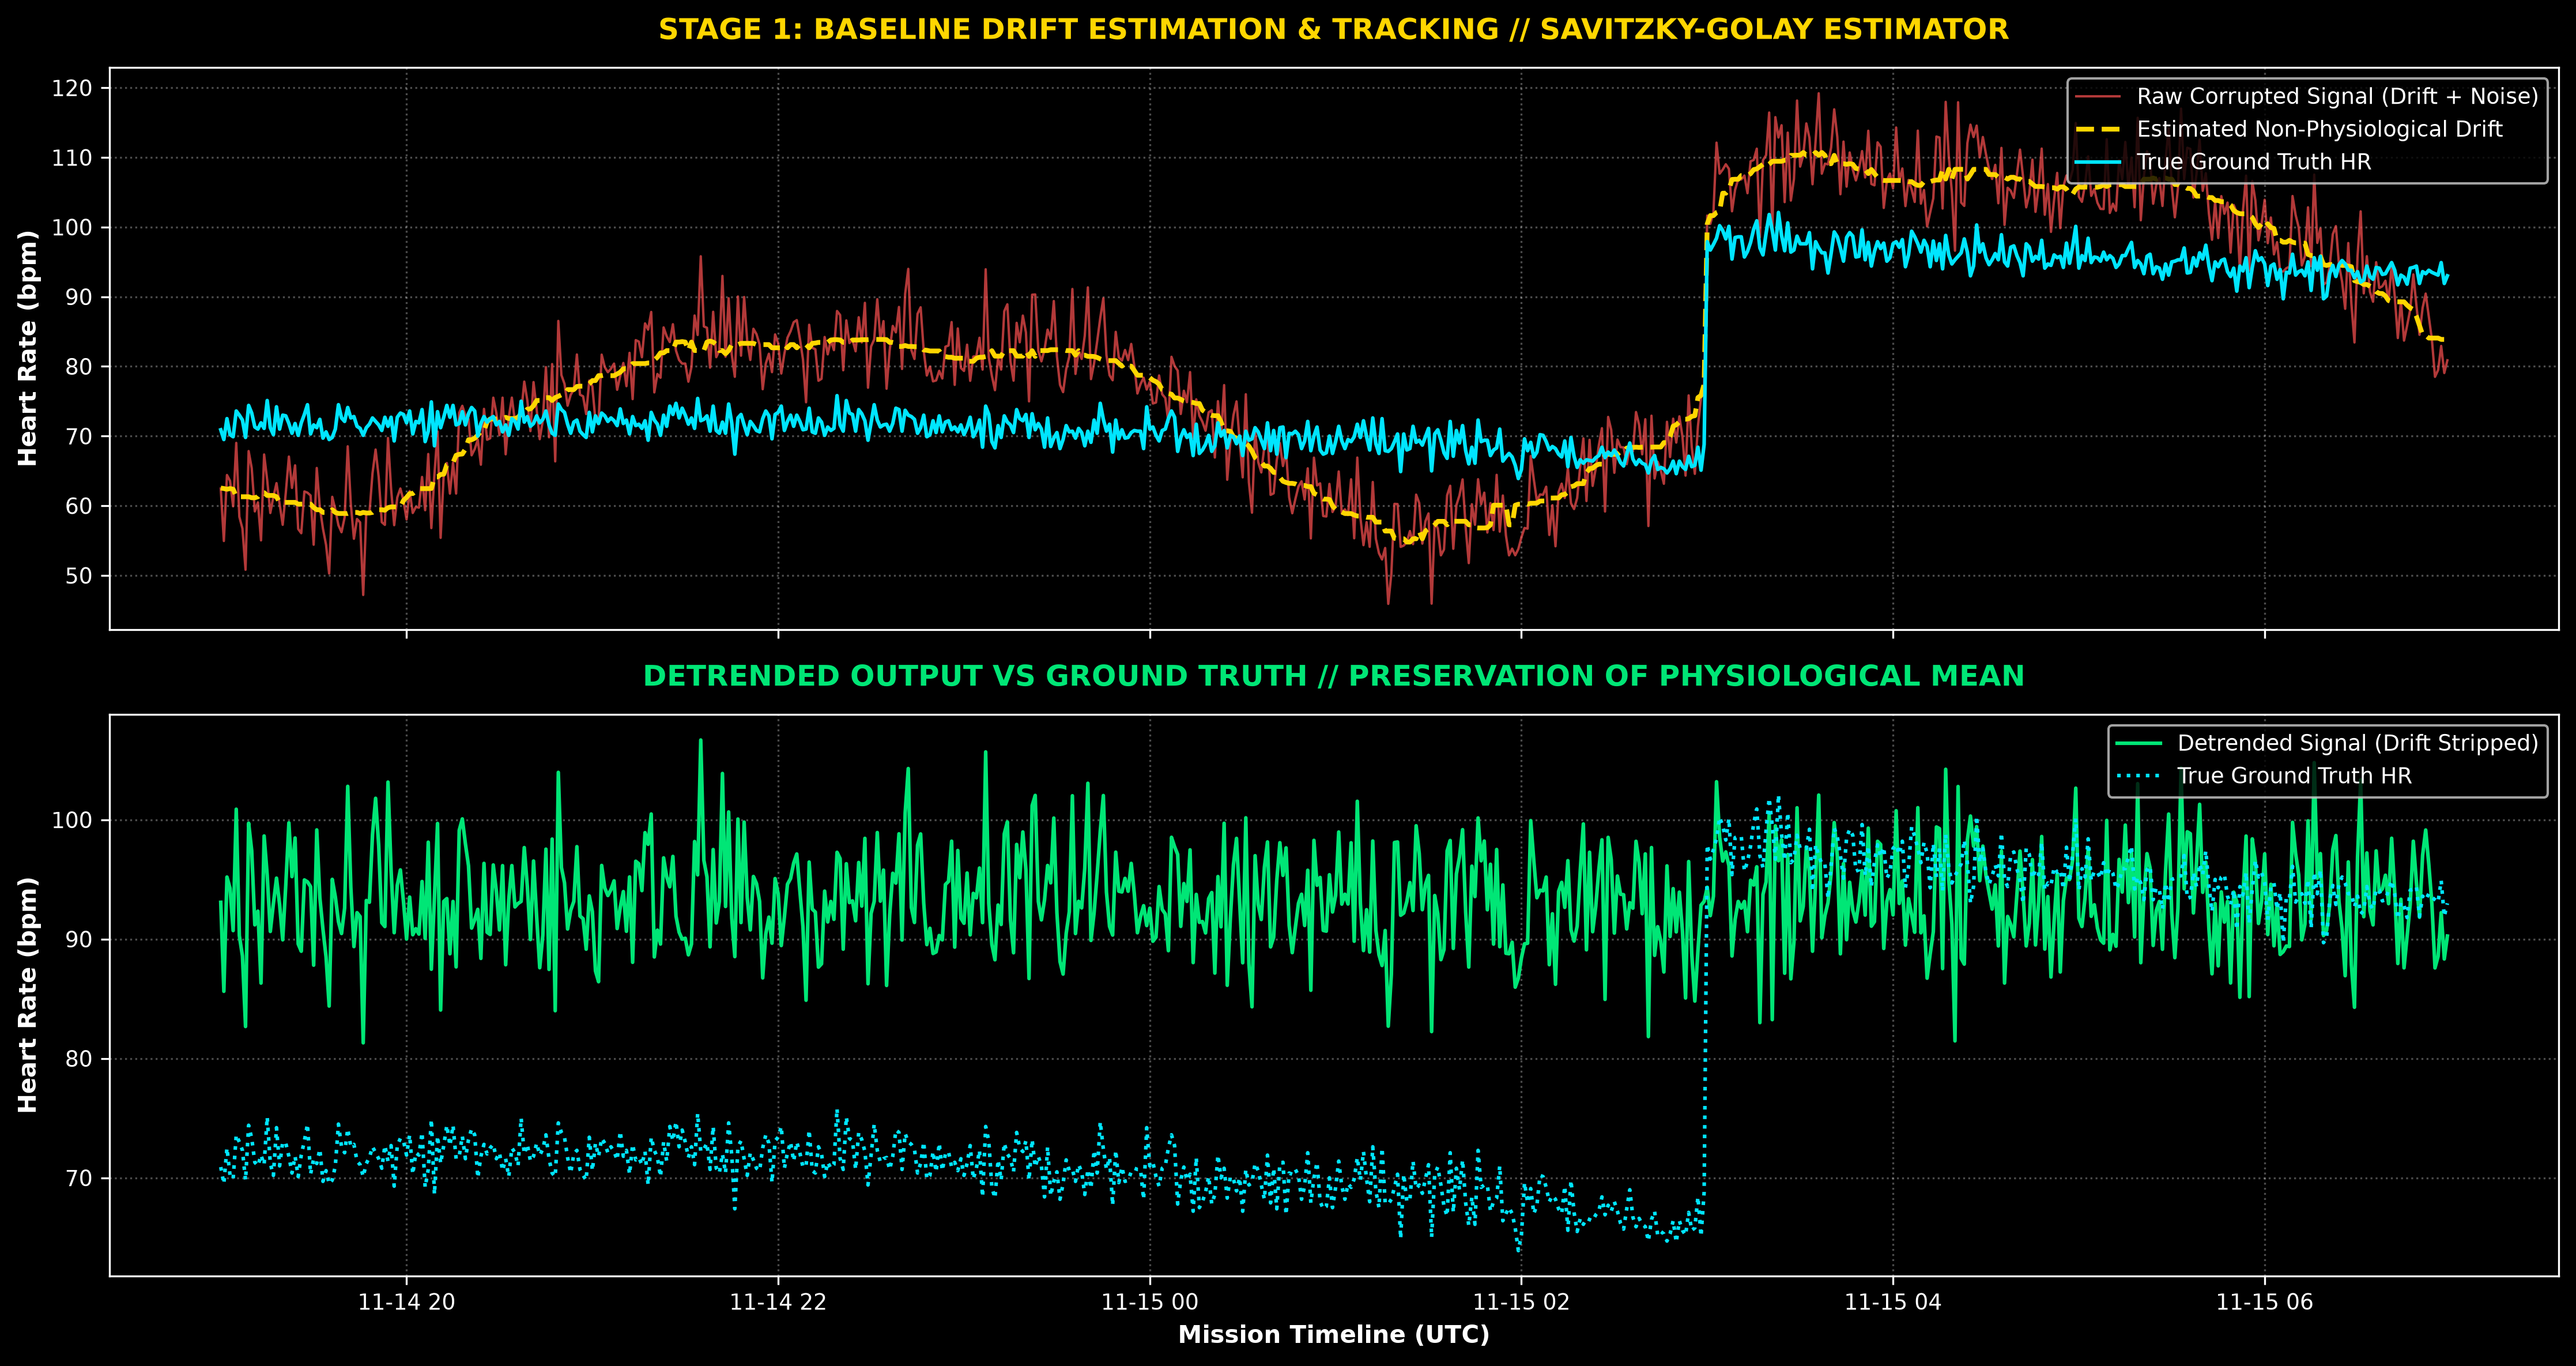 STAGE 1: BASELINE DRIFT ESTIMATION & TRACKING // SAVITZKY-GOLAY ESTIMATOR
120
110
100
90
80
70
60
50
Heart Rate (bpm)
Raw Corrupted Signal (Drift + Noise)
Estimated Non-Physiological Drift
True Ground Truth HR
DETRENDED OUTPUT VS GROUND TRUTH // PRESERVATION OF PHYSIOLOGICAL MEAN
100
90
80
70
Heart Rate (bpm)
Detrended Signal (Drift Stripped)
True Ground Truth HR
11-14 20
11-14 22
11-15 00
11-15 02
11-15 04
11-15 06
Mission Timeline (UTC)